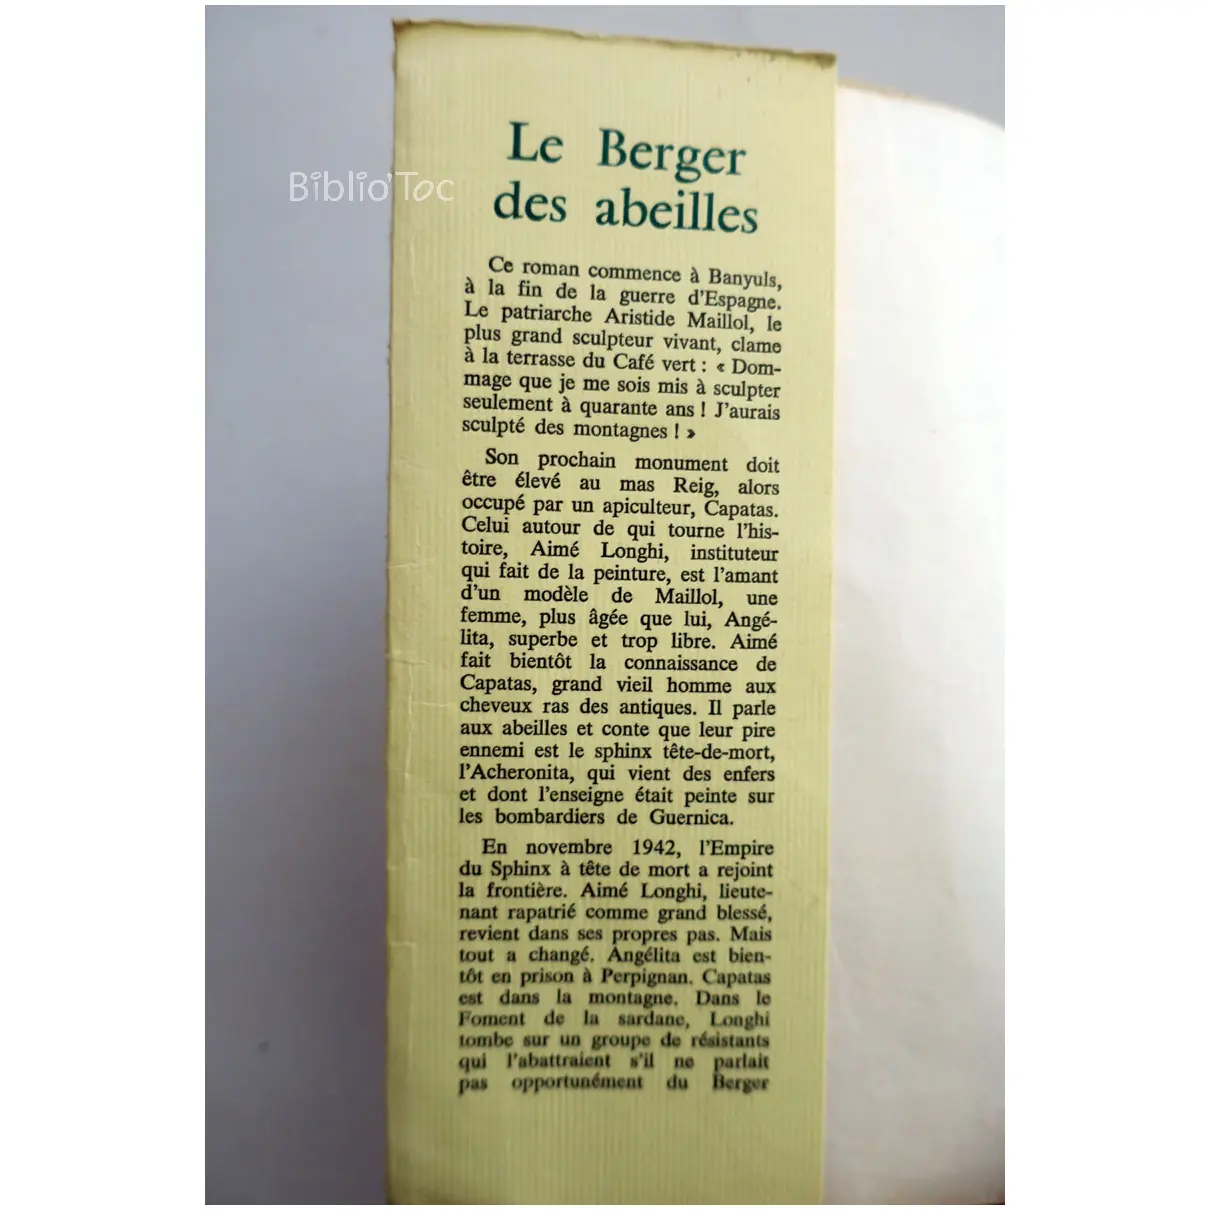 Biblio'Toc
Le Berger
des abeilles
Ce roman commence à Banyuls,
à la fin de la guerre d'Espagne.
Le patriarche Aristide Maillol, le
plus grand sculpteur vivant, clame
à la terrasse du Café vert : « Dom-
mage que je me sois mis à sculpter
seulement à quarante ans ! J'aurais
sculpté des montagnes ! »
Son prochain monument doit
être élevé au mas Reig, alors
occupé par un apiculteur, Capatas.
Celui autour de qui tourne l'his-
toire, Aimé Longhi, instituteur
qui fait de la peinture, est l'amant
d'un modèle de Maillol, une
femme, plus âgée que lui, Angé-
lita, superbe et trop libre. Aimé
fait bientôt la connaissance de
Capatas, grand vieil homme aux
cheveux ras des antiques. Il parle
aux abeilles et conte que leur pire
ennemi est le sphinx tête-de-mort,
l'Acheronita, qui vient des enfers
et dont l'enseigne était peinte sur
les bombardiers de Guernica.
En novembre 1942, l'Empire
du Sphinx à tête de mort a rejoint
la frontière. Aimé Longhi, lieute-
nant rapatrié comme grand blessé,
revient dans ses propres pas. Mais
tout a changé. Angélita est bien-
tôt en prison à Perpignan. Capatas
est dans la montagne. Dans le
Foment de la sardane, Longhi
tombe sur un groupe de résistants
qui l'abattraient s'il ne parlait
pas opportunément du Berger